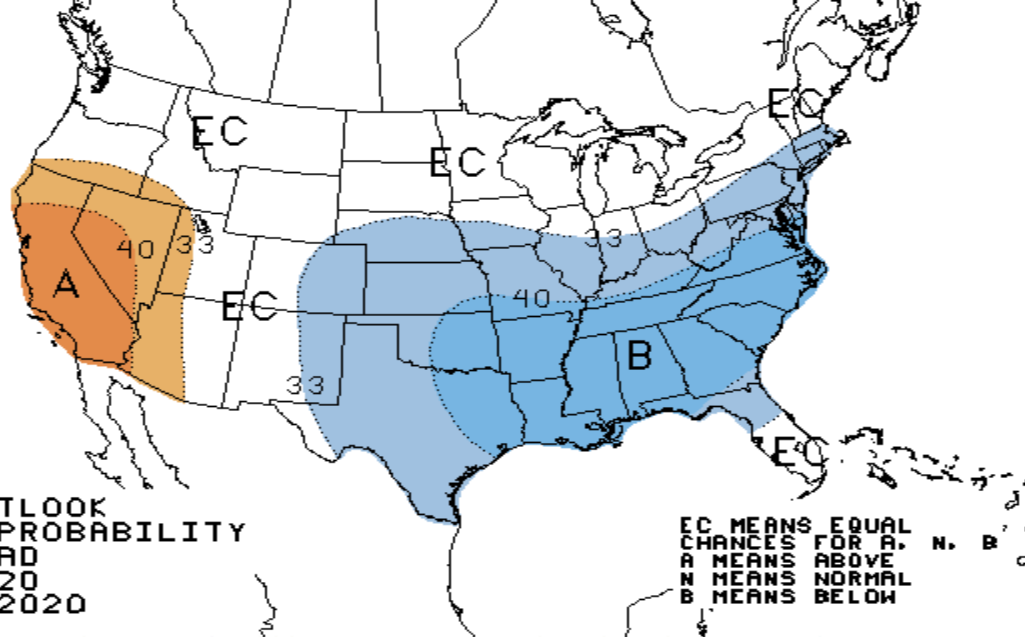 EC
EC
EC
33
40
33
A
EC
40
B
33
EC
TLOOK
PROBABILITY
AD
20
2020
EC MEANS EQUAL
CHANCES FOR A, N, B
A MEANS ABOVE
N MEANS NORMAL
B MEANS BELOW